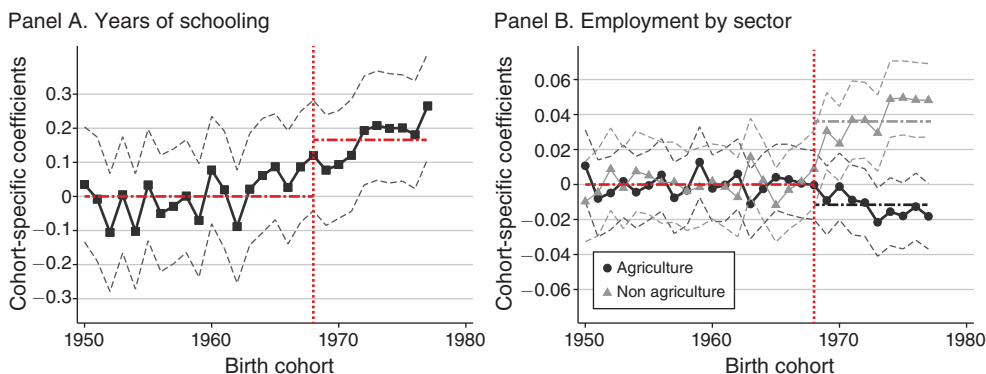 Panel A. Years of schooling
Cohort-specific coefficients
0.3
0.2
0.1
0
−0.1
−0.2
−0.3
1950
1960
1970
1980
Birth cohort
Panel B. Employment by sector
Cohort-specific coefficients
0.06
0.04
0.02
0
−0.02
−0.04
−0.06
Agriculture
Non agriculture
1950
1960
1970
1980
Birth cohort